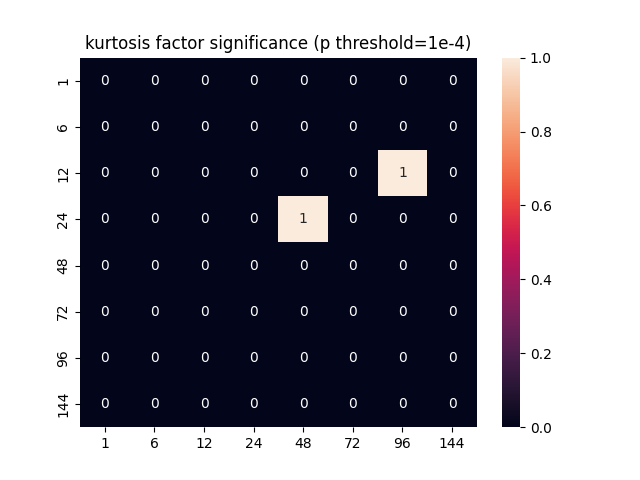 kurtosis factor significance (p threshold=1e-4)
1 0 0 0 0 0 0 0 0
6 0 0 0 0 0 0 0 0
12 0 0 0 0 0 0 1 0
24 0 0 0 0 1 0 0 0
48 0 0 0 0 0 0 0 0
72 0 0 0 0 0 0 0 0
96 0 0 0 0 0 0 0 0
144 0 0 0 0 0 0 0 0
1 6 12 24 48 72 96 144
1.0
0.8
0.6
0.4
0.2
0.0